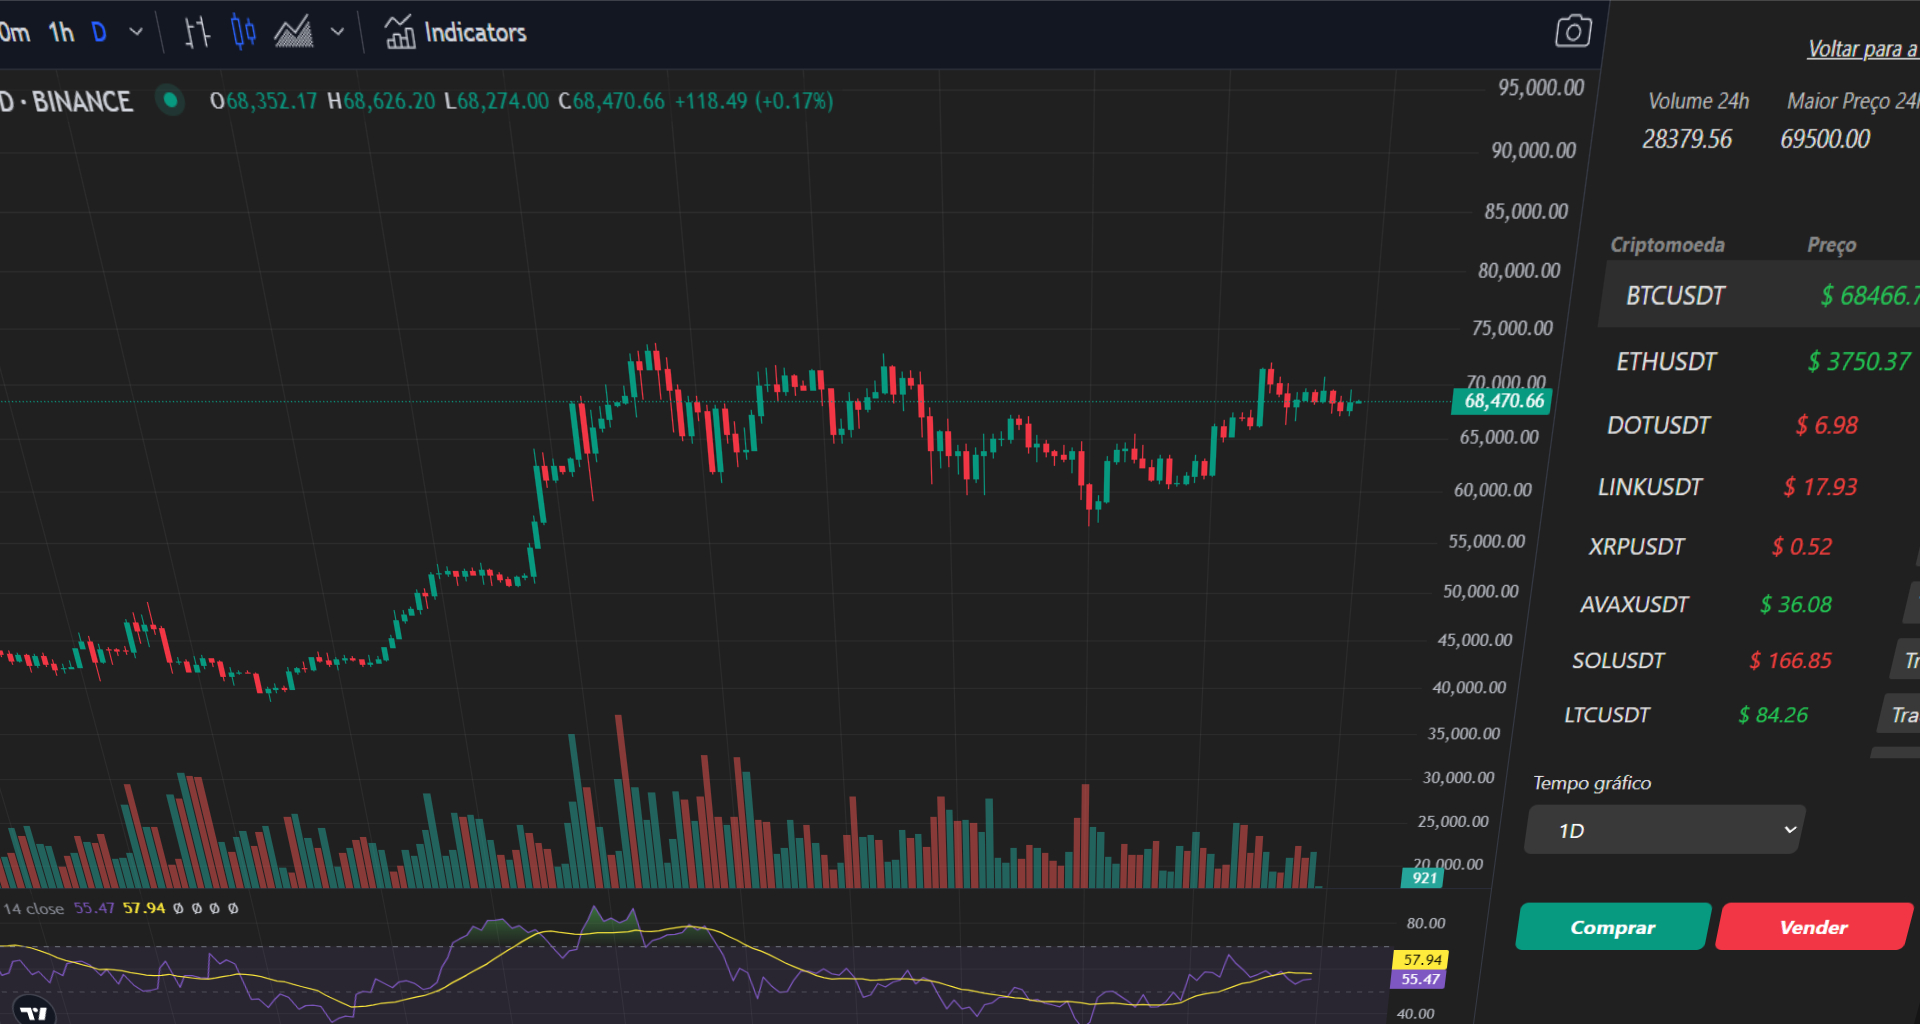 0m 1h D Indicators
D · BINANCE O68,352.17 H68,626.20 L68,274.00 C68,470.66 +118.49 (+0.17%)
95,000.00
90,000.00
85,000.00
80,000.00
75,000.00
70,000.00
68,470.66
65,000.00
60,000.00
55,000.00
50,000.00
45,000.00
40,000.00
35,000.00
30,000.00
25,000.00
20,000.00
921
14 close 55.47 57.94 Ø Ø Ø Ø
80.00
57.94
55.47
40.00
Voltar para a
Volume 24h Maior Preço 24h
28379.56 69500.00
Criptomoeda Preço
BTCUSDT $ 68466.7
ETHUSDT $ 3750.37
DOTUSDT $ 6.98
LINKUSDT $ 17.93
XRPUSDT $ 0.52
AVAXUSDT $ 36.08
SOLUSDT $ 166.85 Tr
LTCUSDT $ 84.26 Tra
Tempo gráfico
1D
Comprar Vender